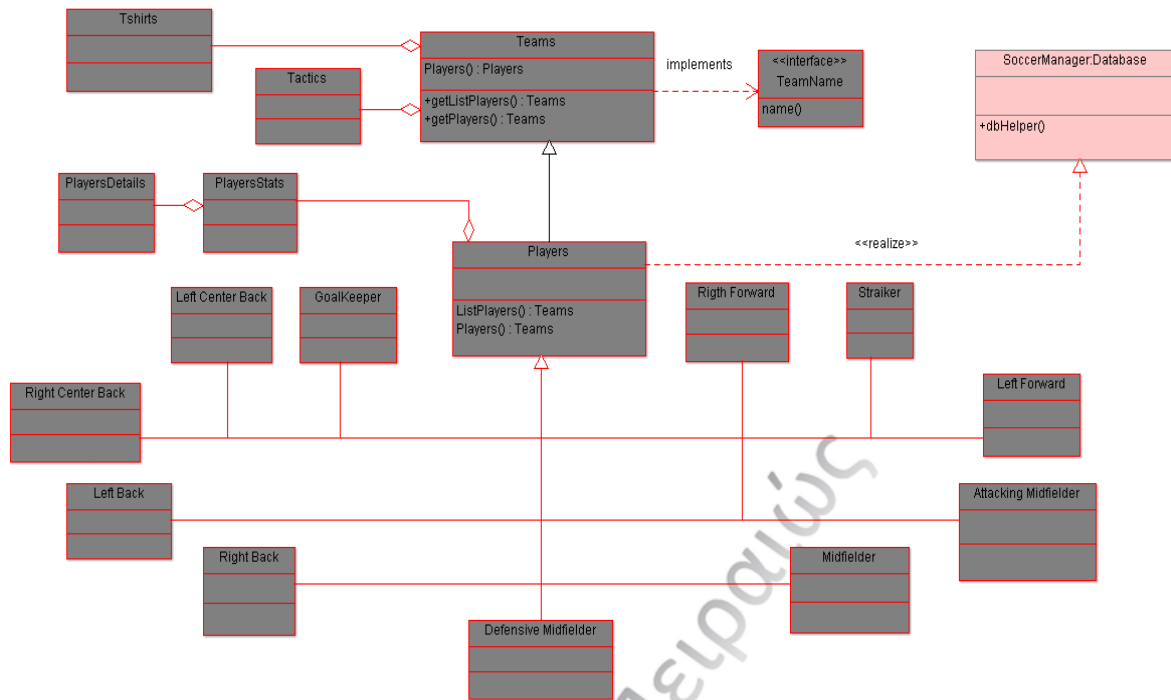 Tshirts
Teams
Players() : Players
+getListPlayers() : Teams
+getPlayers() : Teams
implements
<<interface>>
TeamName
name()
SoccerManager:Database
+dbHelper()
Tactics
PlayersDetails
PlayersStats
Players
ListPlayers() : Teams
Players() : Teams
<<realize>>
Left Center Back
GoalKeeper
Rigth Forward
Straiker
Right Center Back
Left Forward
Left Back
Attacking Midfielder
Right Back
Midfielder
Defensive Midfielder
ειραιώς